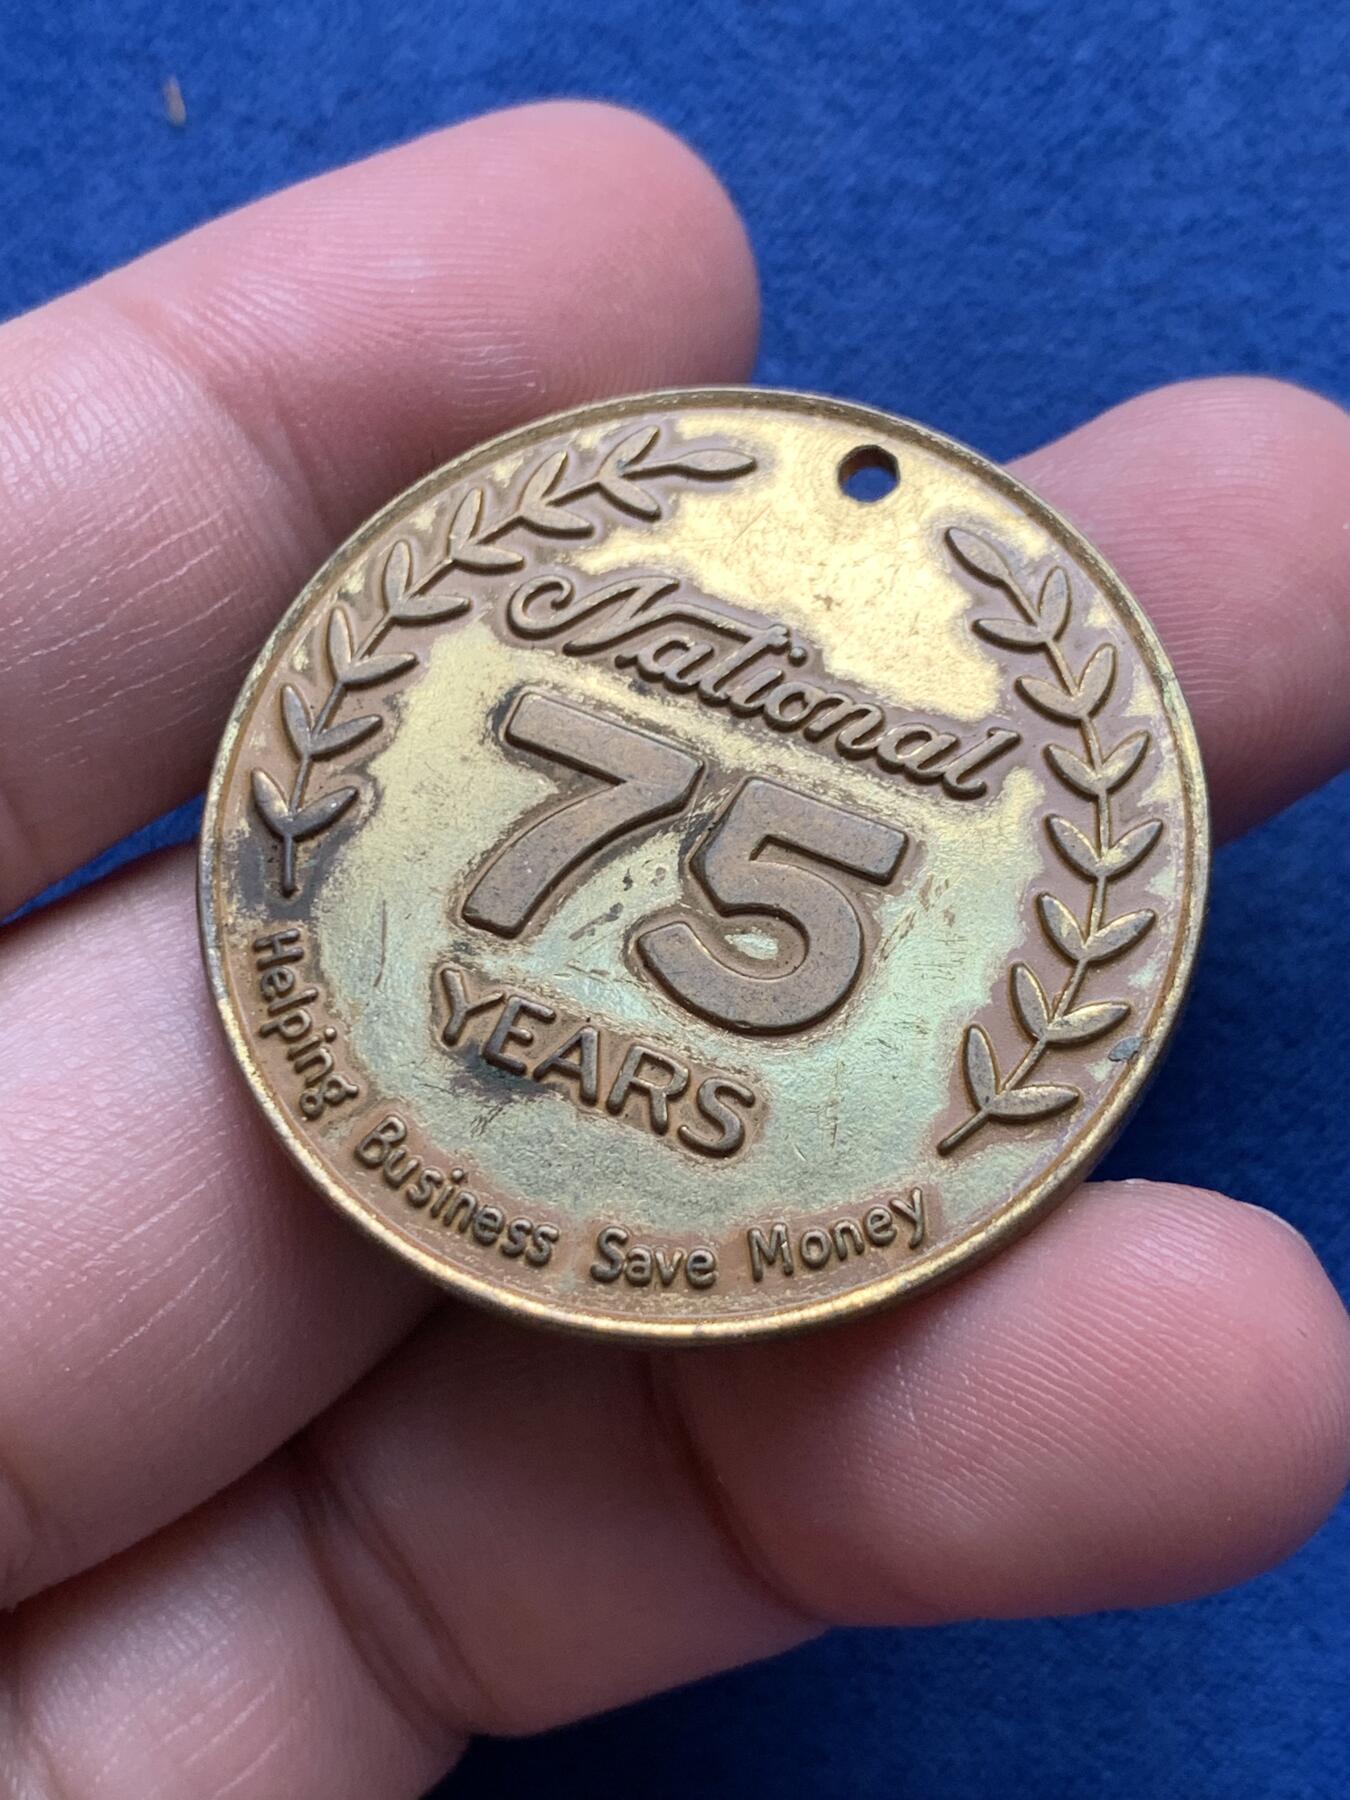 National
75
YEARS
Helping Business Save Money